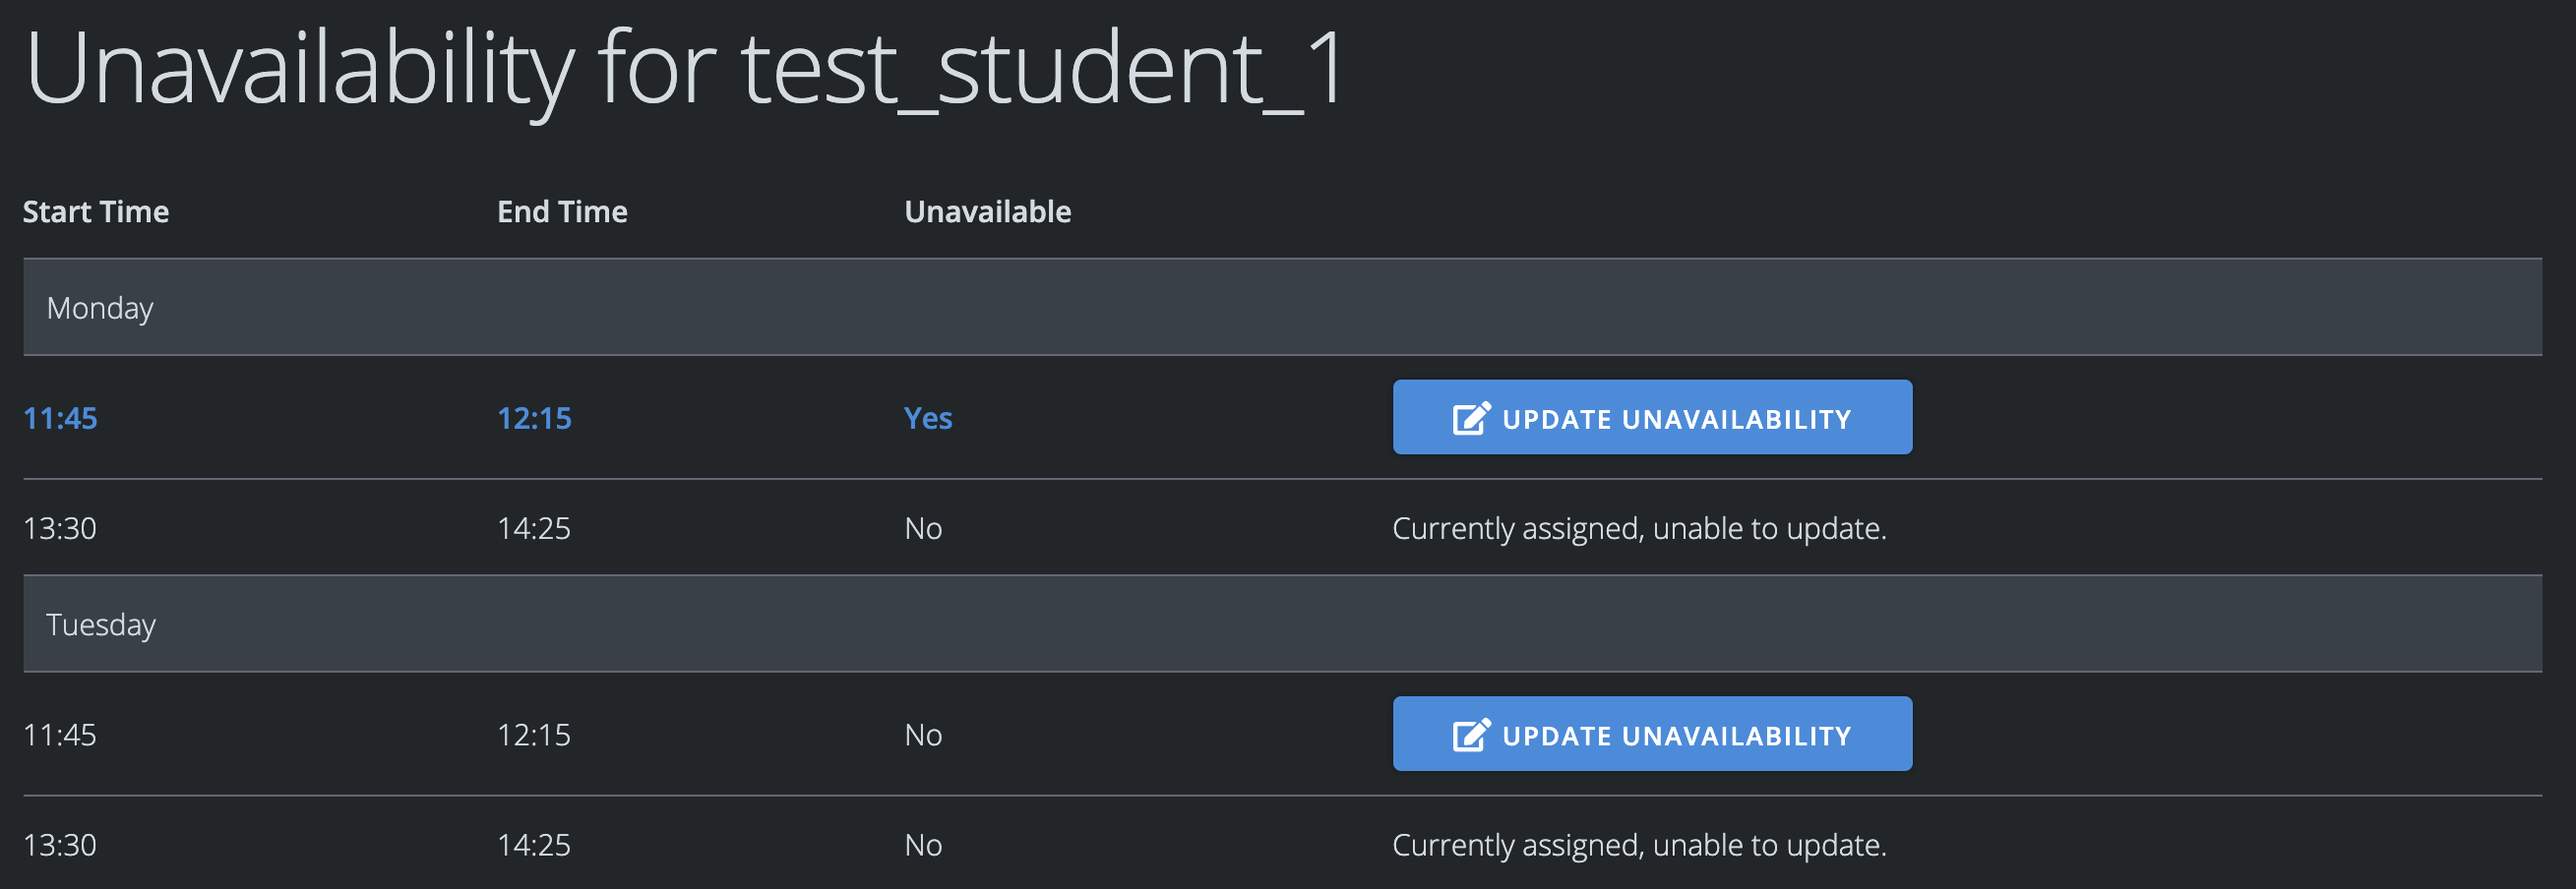 Unavailability for test_student_1
Start Time End Time Unavailable
Monday
11:45 12:15 Yes UPDATE UNAVAILABILITY
13:30 14:25 No Currently assigned, unable to update.
Tuesday
11:45 12:15 No UPDATE UNAVAILABILITY
13:30 14:25 No Currently assigned, unable to update.